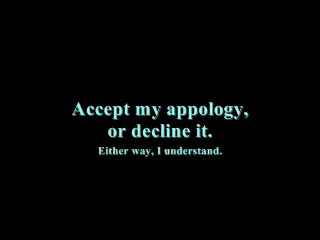 Accept my appology,
or decline it.
Either way, I understand.